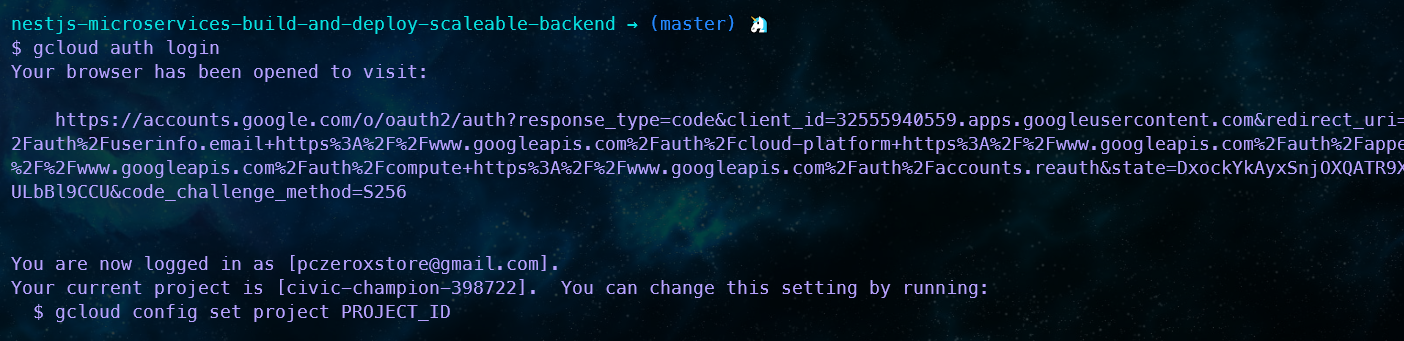 nestjs-microservices-build-and-deploy-scaleable-backend → (master) 🦄
$ gcloud auth login
Your browser has been opened to visit:
https://accounts.google.com/o/oauth2/auth?response_type=code&client_id=32555940559.apps.googleusercontent.com&redirect_uri=
2Fauth%2Fuserinfo.email+https%3A%2F%2Fwww.googleapis.com%2Fauth%2Fcloud-platform+https%3A%2F%2Fwww.googleapis.com%2Fauth%2Fappe
%2F%2Fwww.googleapis.com%2Fauth%2Fcompute+https%3A%2F%2Fwww.googleapis.com%2Fauth%2Faccounts.reauth&state=DxockYkAyxSnjOXQATR9X
ULbBl9CCU&code_challenge_method=S256
You are now logged in as [pczeroxstore@gmail.com].
Your current project is [civic-champion-398722].  You can change this setting by running:
$ gcloud config set project PROJECT_ID